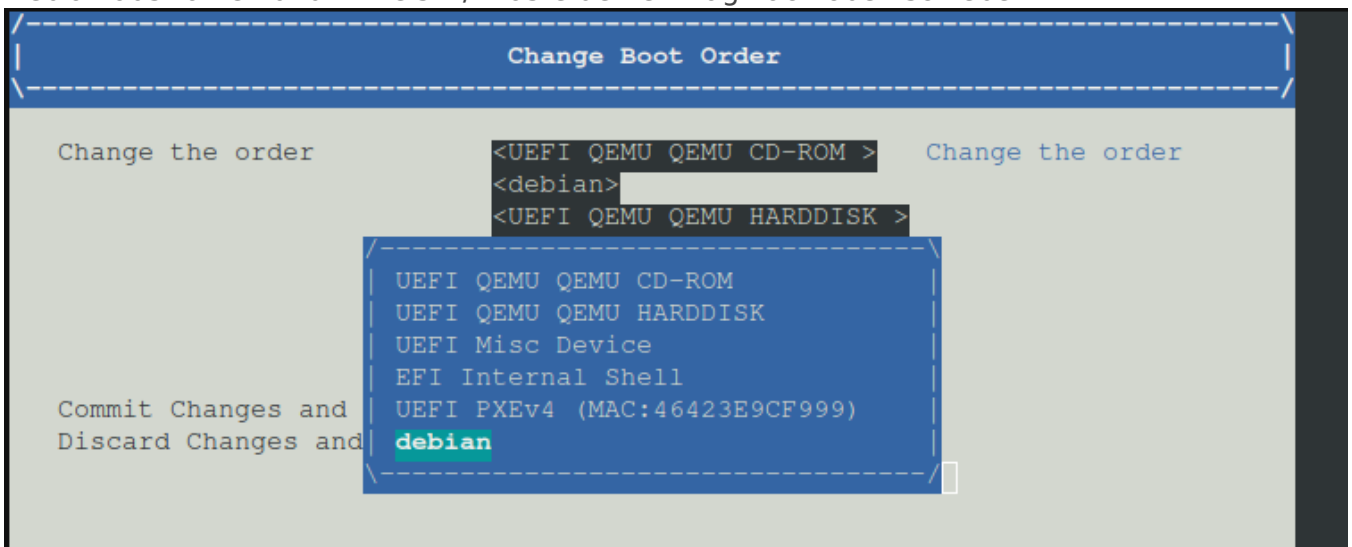 Change Boot Order
Change the order <UEFI QEMU QEMU CD-ROM > Change the order
<debian>
<UEFI QEMU QEMU HARDDISK >
UEFI QEMU QEMU CD-ROM
UEFI QEMU QEMU HARDDISK
UEFI Misc Device
EFI Internal Shell
Commit Changes and UEFI PXEv4 (MAC:46423E9CF999)
Discard Changes and debian